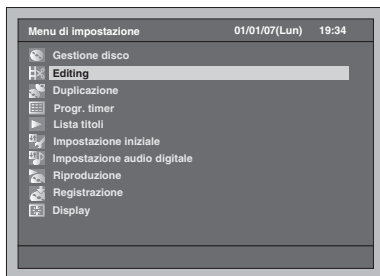 Menu di impostazione 01/01/07(Lun) 19:34
Gestione disco
Editing
Duplicazione
Progr. timer
Lista titoli
Impostazione iniziale
Impostazione audio digitale
Riproduzione
Registrazione
Display